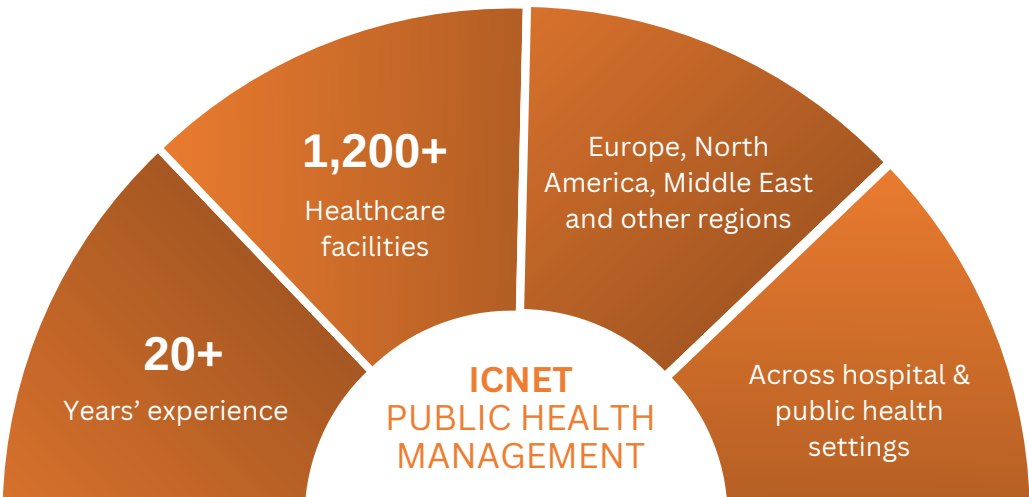 20+
Years’ experience
1,200+
Healthcare
facilities
Europe, North
America, Middle East
and other regions
Across hospital &
public health
settings
ICNET
PUBLIC HEALTH
MANAGEMENT